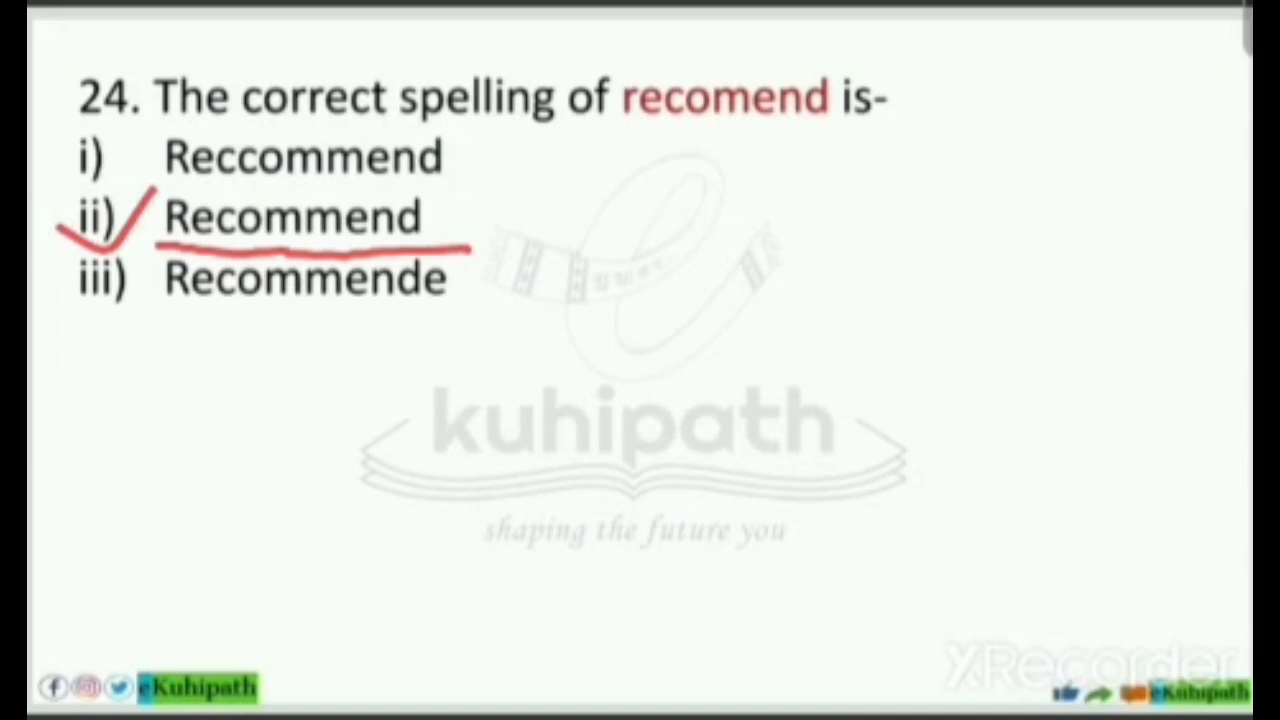 24. The correct spelling of recomend is-
i) Reccommend
ii) Recommend
iii) Recommende
kuhipath
shaping the future you
XRecorder
eKuhipath
eKuhipath